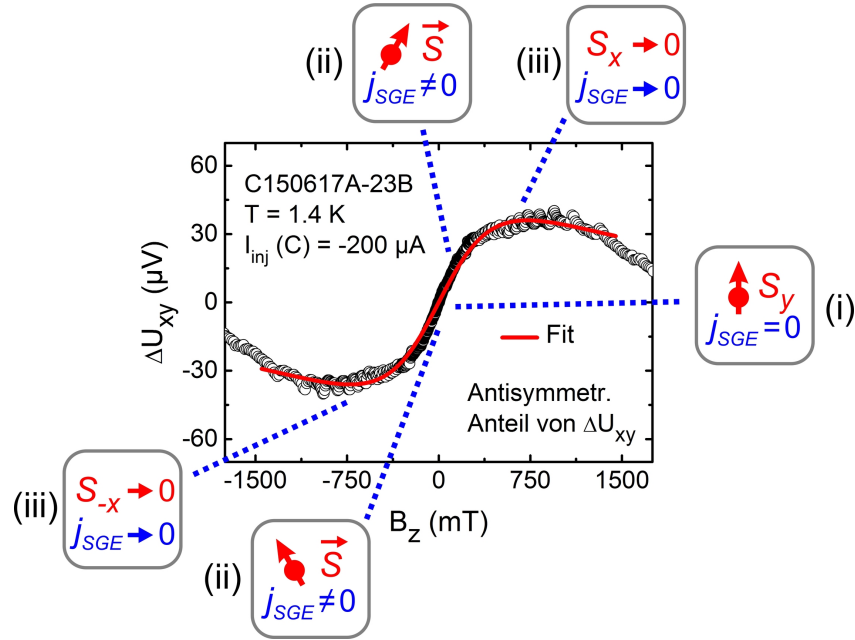 (ii) S⃗
j_SGE ≠ 0
(iii) S_x → 0
j_SGE → 0
60
30
0
-30
-60
ΔU_xy (µV)
C150617A-23B
T = 1.4 K
I_inj (C) = -200 µA
S_y (i)
j_SGE = 0
Fit
Antisymmetr.
Anteil von ΔU_xy
-1500 -750 0 750 1500
B_z (mT)
(iii) S_-x → 0
j_SGE → 0
(ii) S⃗
j_SGE ≠ 0